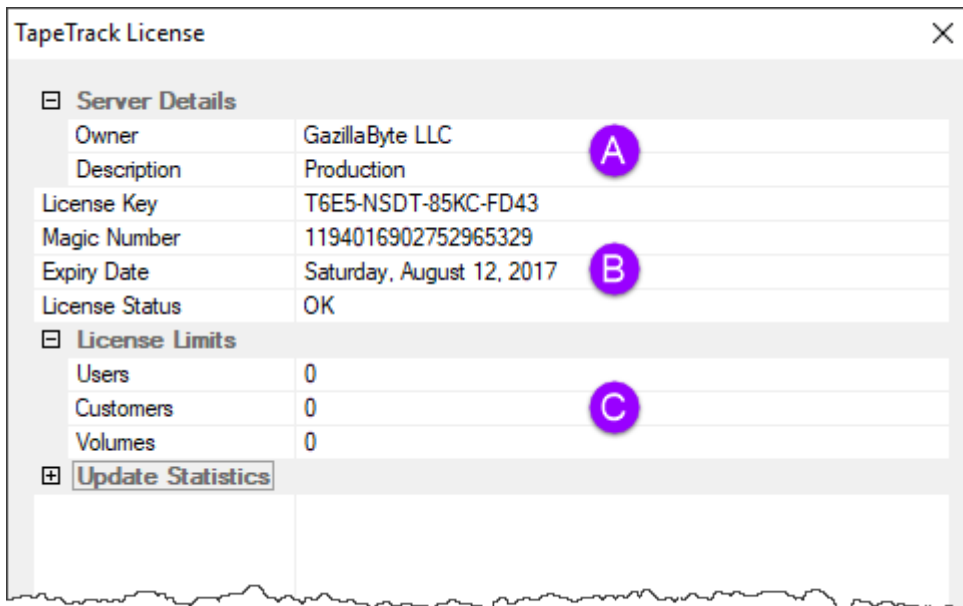 TapeTrack License
Server Details
Owner GazillaByte LLC
A
Description Production
License Key T6E5-NSDT-85KC-FD43
Magic Number 1194016902752965329
Expiry Date Saturday, August 12, 2017 B
License Status OK
License Limits
Users 0
Customers 0 C
Volumes 0
Update Statistics